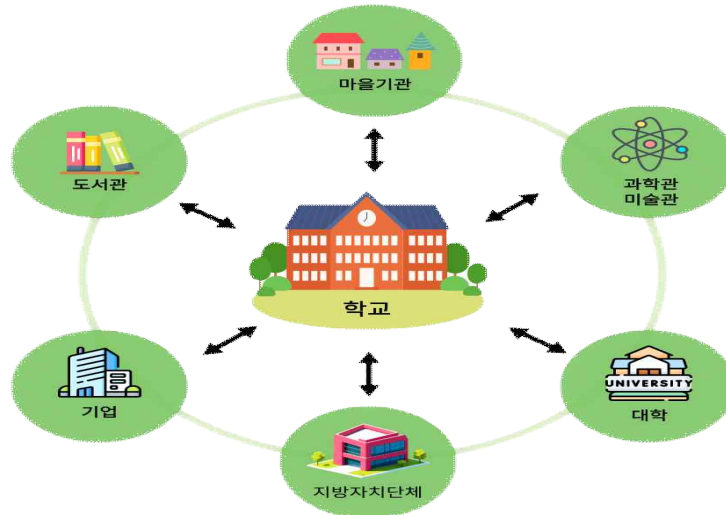 마을기관
도서관
과학관
미술관
학교
기업
UNIVERSITY
대학
지방자치단체